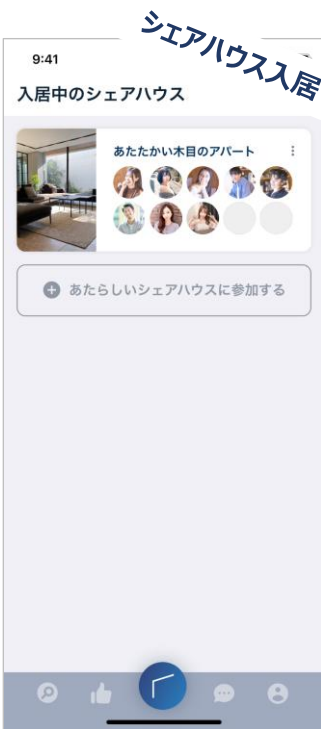 シェアハウス入居
9:41
入居中のシェアハウス
あたたかい木目のアパート
あたらしいシェアハウスに参加する